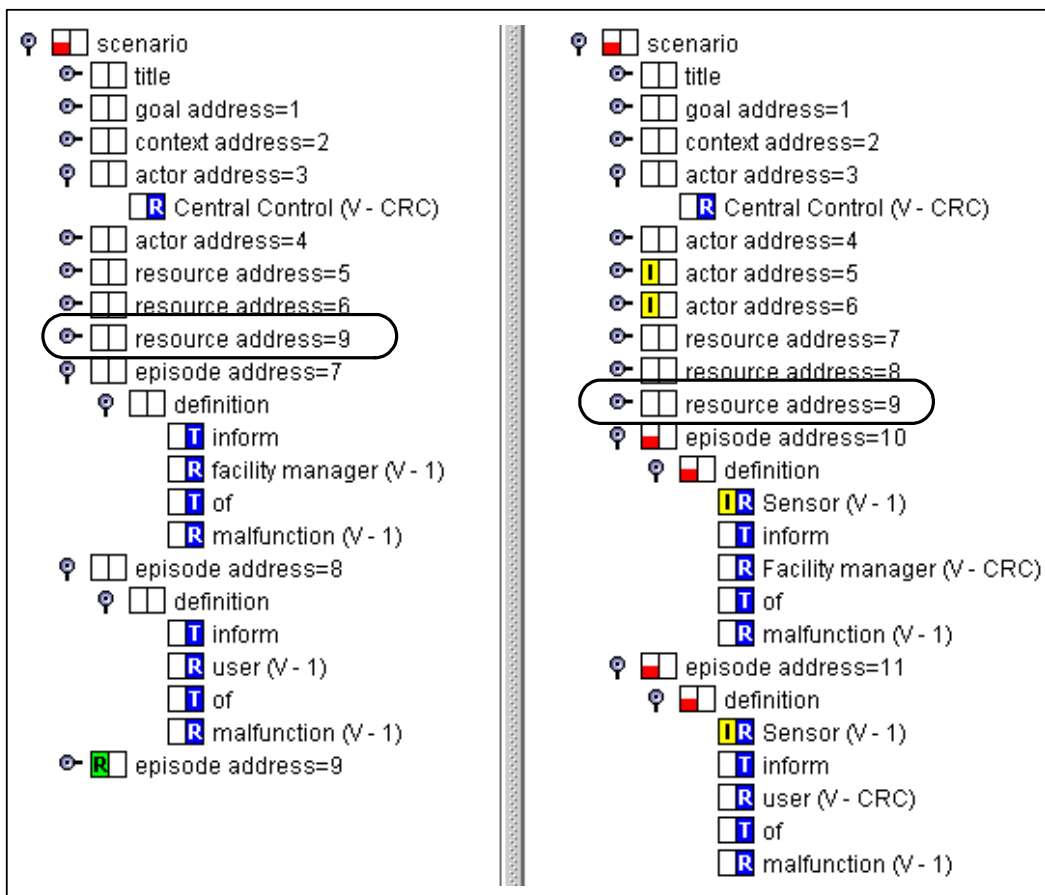 scenario
title
goal address=1
context address=2
actor address=3
R Central Control (V - CRC)
actor address=4
resource address=5
resource address=6
resource address=9
episode address=7
definition
T inform
R facility manager (V - 1)
T of
R malfunction (V - 1)
episode address=8
definition
T inform
R user (V - 1)
T of
R malfunction (V - 1)
R episode address=9
scenario
title
goal address=1
context address=2
actor address=3
R Central Control (V - CRC)
actor address=4
I actor address=5
I actor address=6
resource address=7
resource address=8
resource address=9
episode address=10
definition
I R Sensor (V - 1)
T inform
R Facility manager (V - CRC)
T of
R malfunction (V - 1)
episode address=11
definition
I R Sensor (V - 1)
T inform
R user (V - CRC)
T of
R malfunction (V - 1)